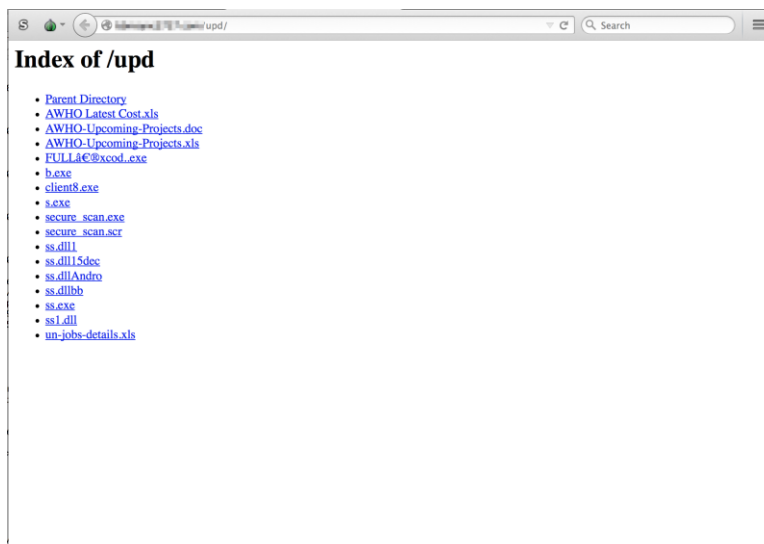 /upd/
Search
Index of /upd
Parent Directory
AWHO Latest Cost.xls
AWHO-Upcoming-Projects.doc
AWHO-Upcoming-Projects.xls
FULLâ€®xcod..exe
b.exe
client8.exe
s.exe
secure_scan.exe
secure_scan.scr
ss.dll1
ss.dll15dec
ss.dllAndro
ss.dllbb
ss.exe
ss1.dll
un-jobs-details.xls